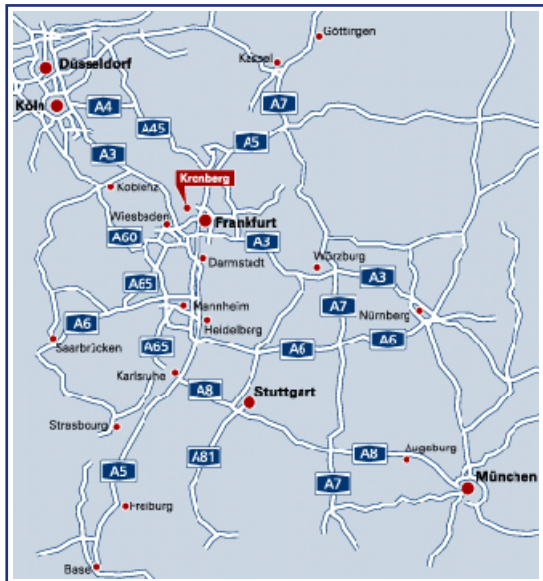 Göttingen
Kassel
Düsseldorf
Köln
A4
A7
A45
A5
A3
Kronberg
Koblenz
Wiesbaden
Frankfurt
A60
A3
Darmstadt
Würzburg
A3
A65
A7
Mannheim
Nürnberg
A6
Heidelberg
A6
Saarbrücken
A65
A6
Karlsruhe
A8
Stuttgart
Strasbourg
A81
A8
Augsburg
A5
A7
München
Freiburg
Base